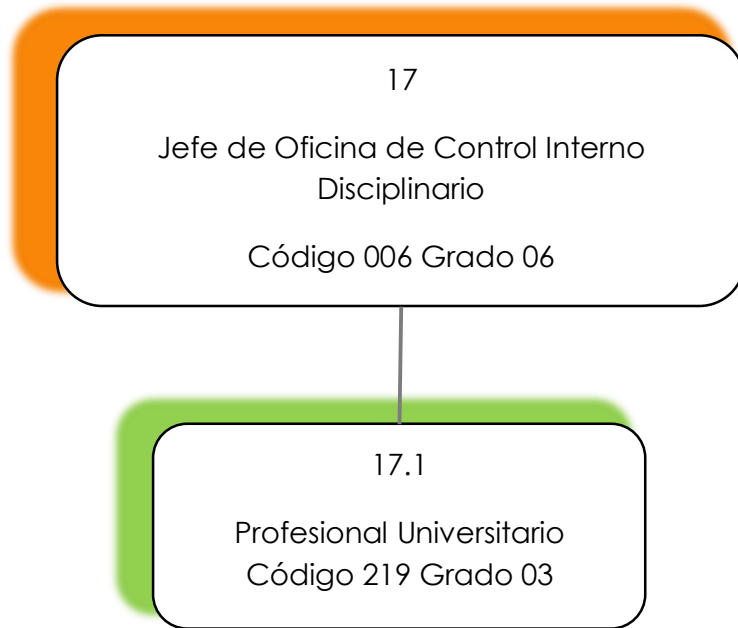 17
Jefe de Oficina de Control Interno
Disciplinario
Código 006 Grado 06
17.1
Profesional Universitario
Código 219 Grado 03